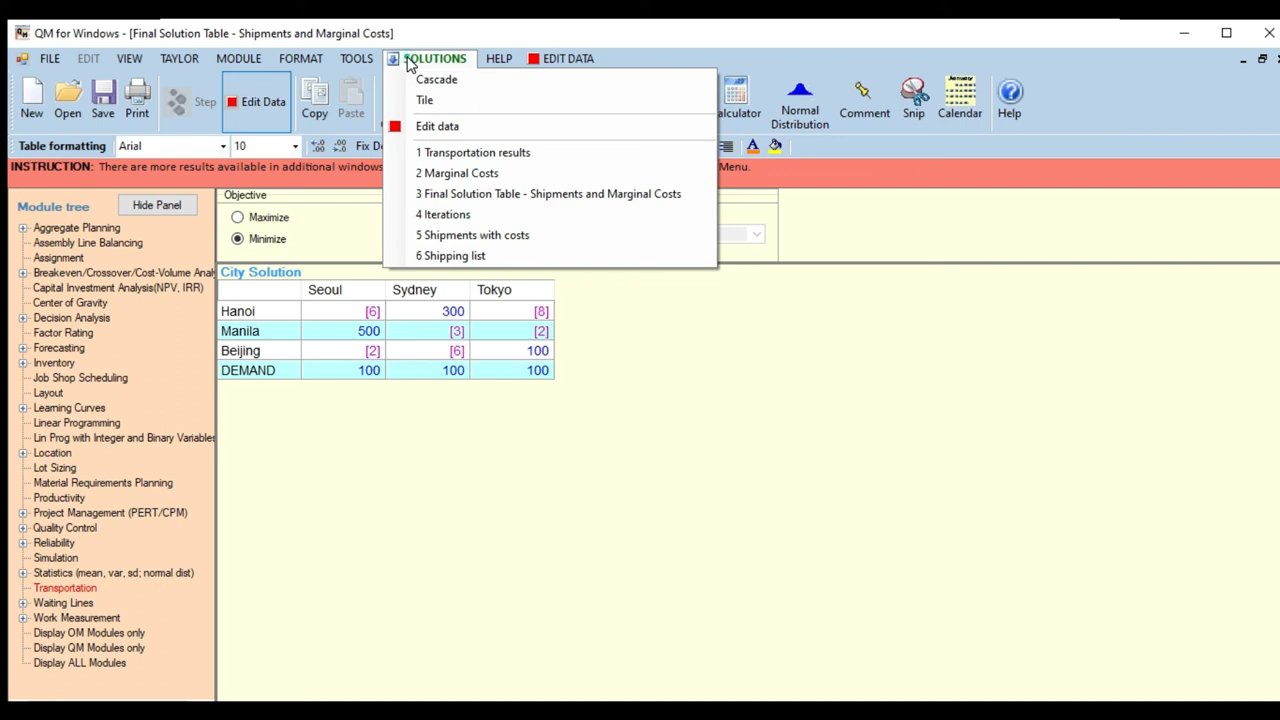 QM for Windows - [Final Solution Table - Shipments and Marginal Costs]
FILE EDIT VIEW TAYLOR MODULE FORMAT TOOLS SOLUTIONS HELP EDIT DATA
New Open Save Print Step Edit Data Copy Paste alculator Normal Distribution Comment Snip Calendar Help
January
Table formatting Arial 10 Fix De
INSTRUCTION: There are more results available in additional windows Menu.
Cascade
Tile
Edit data
1 Transportation results
2 Marginal Costs
3 Final Solution Table - Shipments and Marginal Costs
4 Iterations
5 Shipments with costs
6 Shipping list
Module tree Hide Panel
Aggregate Planning
Assembly Line Balancing
Assignment
Breakeven/Crossover/Cost-Volume Anal
Capital Investment Analysis(NPV, IRR)
Center of Gravity
Decision Analysis
Factor Rating
Forecasting
Inventory
Job Shop Scheduling
Layout
Learning Curves
Linear Programming
Lin Prog with Integer and Binary Variables
Location
Lot Sizing
Material Requirements Planning
Productivity
Project Management (PERT/CPM)
Quality Control
Reliability
Simulation
Statistics (mean, var, sd; normal dist)
Transportation
Waiting Lines
Work Measurement
Display OM Modules only
Display QM Modules only
Display ALL Modules
Objective
Maximize
Minimize
City Solution
Seoul Sydney Tokyo
Hanoi [6] 300 [8]
Manila 500 [3] [2]
Beijing [2] [6] 100
DEMAND 100 100 100